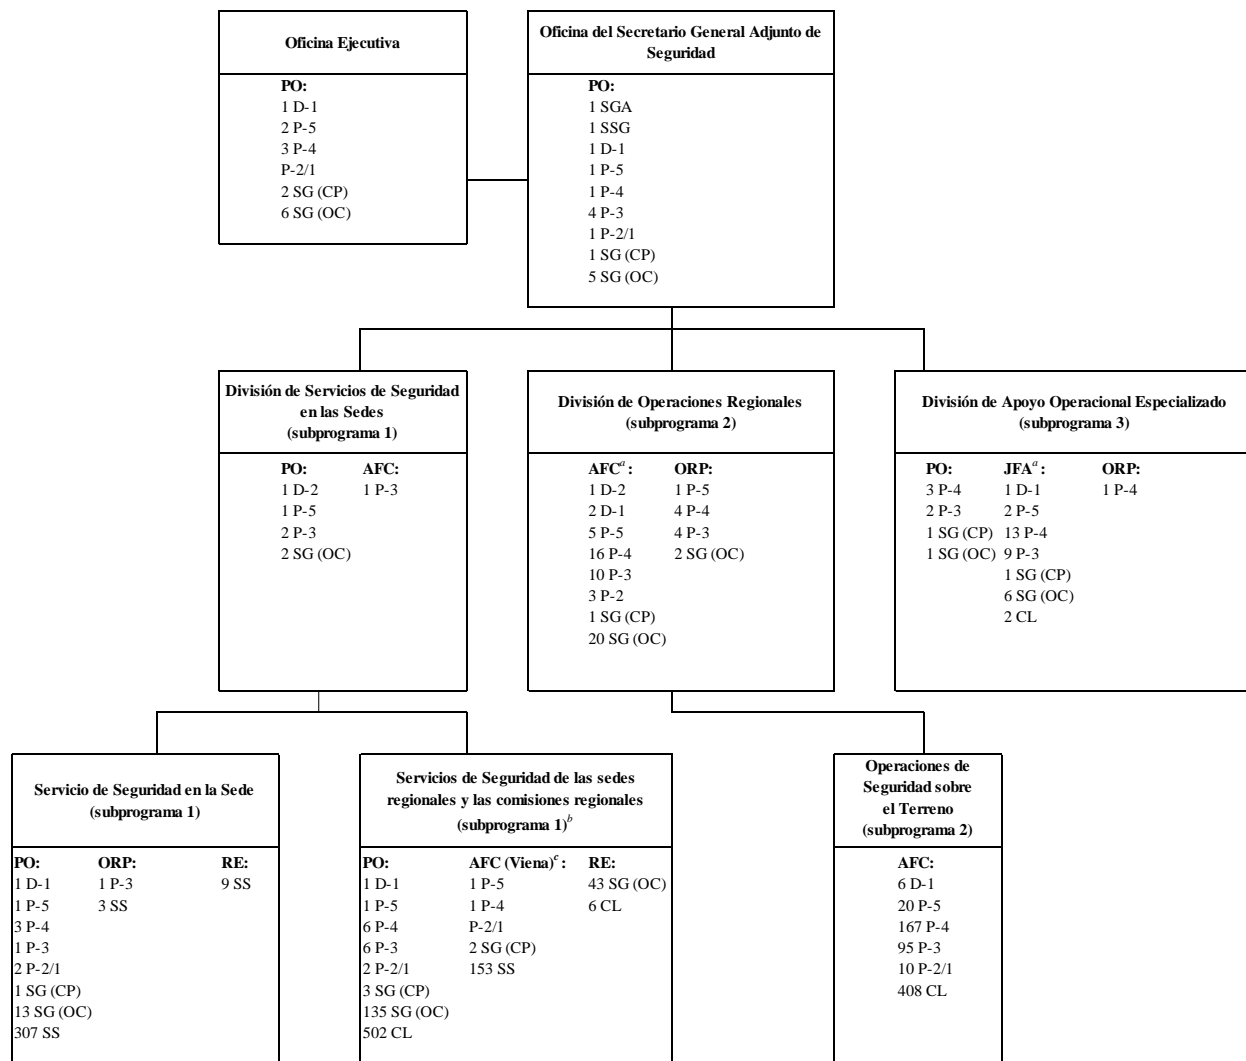 Oficina Ejecutiva
PO:
1 D-1
2 P-5
3 P-4
P-2/1
2 SG (CP)
6 SG (OC)
Oficina del Secretario General Adjunto de
Seguridad
PO:
1 SGA
1 SSG
1 D-1
1 P-5
1 P-4
4 P-3
1 P-2/1
1 SG (CP)
5 SG (OC)
División de Servicios de Seguridad
en las Sedes
(subprograma 1)
PO: AFC:
1 D-2 1 P-3
1 P-5
2 P-3
2 SG (OC)
División de Operaciones Regionales
(subprograma 2)
AFCa: ORP:
1 D-2 1 P-5
2 D-1 4 P-4
5 P-5 4 P-3
16 P-4 2 SG (OC)
10 P-3
3 P-2
1 SG (CP)
20 SG (OC)
División de Apoyo Operacional Especializado
(subprograma 3)
PO: JFAa: ORP:
3 P-4 1 D-1 1 P-4
2 P-3 2 P-5
1 SG (CP) 13 P-4
1 SG (OC) 9 P-3
1 SG (CP)
6 SG (OC)
2 CL
Servicio de Seguridad en la Sede
(subprograma 1)
PO: ORP: RE:
1 D-1 1 P-3 9 SS
1 P-5 3 SS
3 P-4
1 P-3
2 P-2/1
1 SG (CP)
13 SG (OC)
307 SS
Servicios de Seguridad de las sedes
regionales y las comisiones regionales
(subprograma 1)b
PO: AFC (Viena)c: RE:
1 D-1 1 P-5 43 SG (OC)
1 P-5 1 P-4 6 CL
6 P-4 P-2/1
6 P-3 2 SG (CP)
2 P-2/1 153 SS
3 SG (CP)
135 SG (OC)
502 CL
Operaciones de
Seguridad sobre
el Terreno
(subprograma 2)
AFC:
6 D-1
20 P-5
167 P-4
95 P-3
10 P-2/1
408 CL